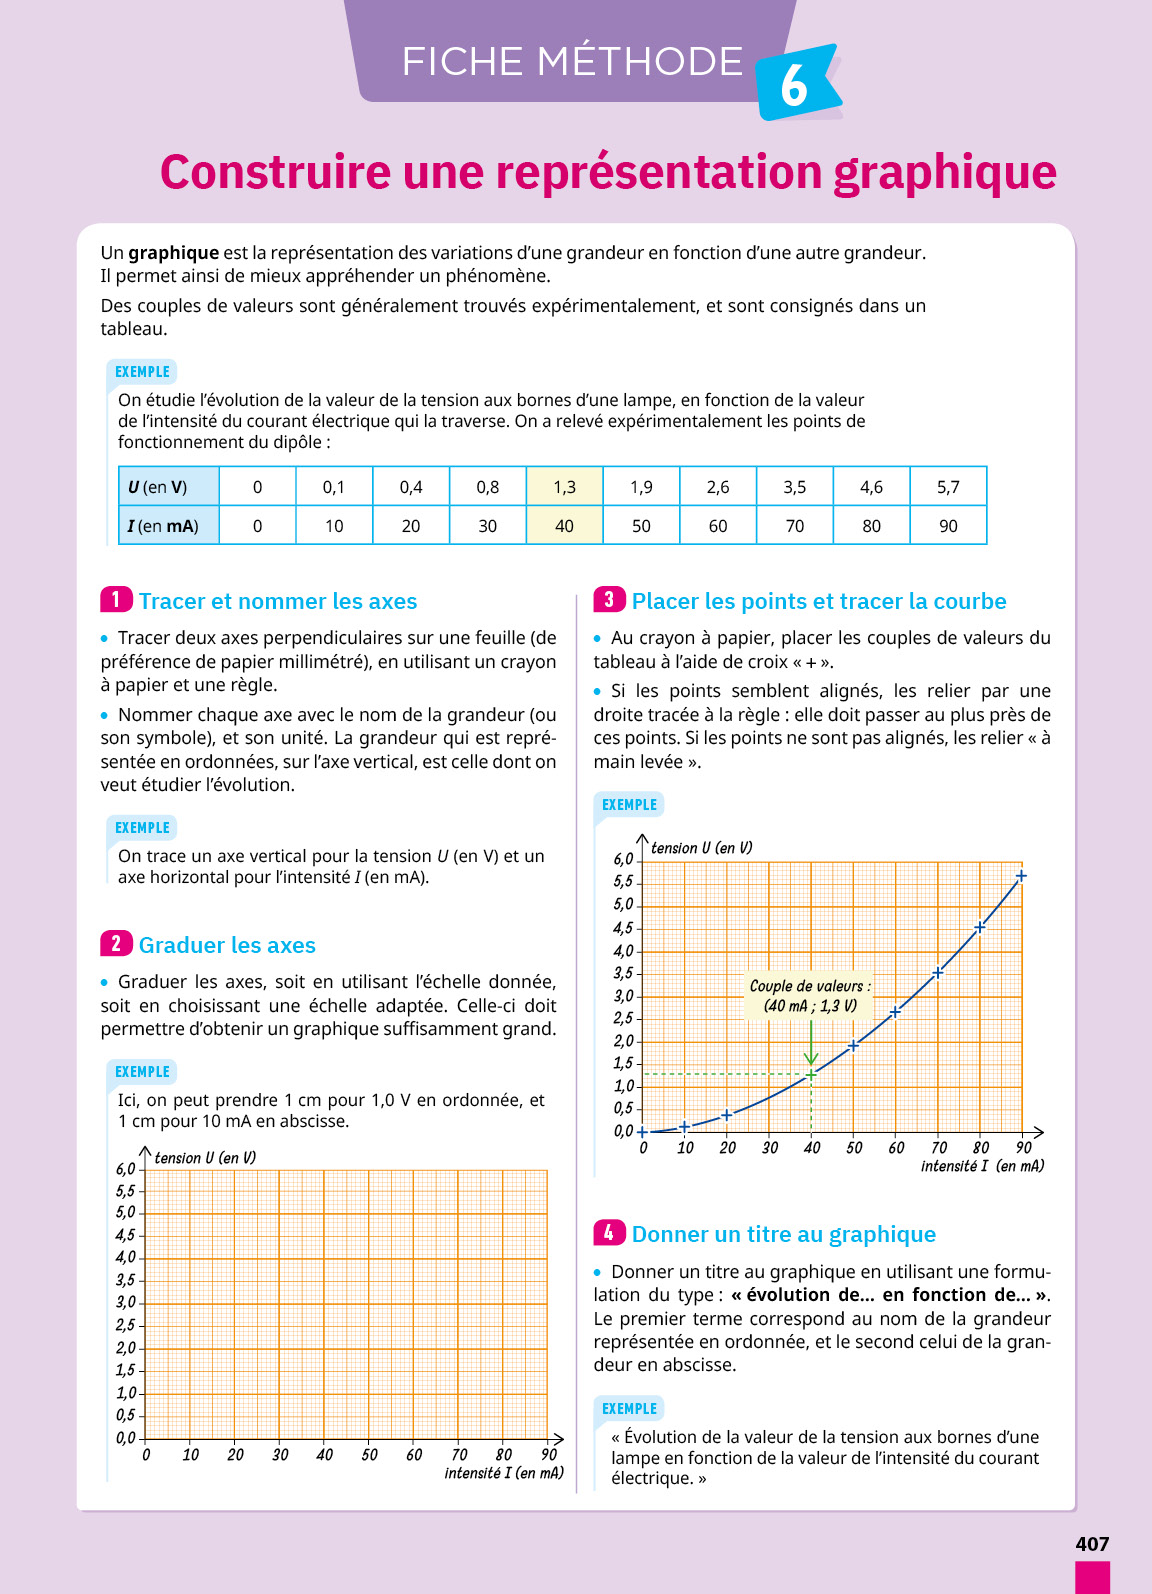 FICHE MÉTHODE
6
Construire une représentation graphique
Un graphique est la représentation des variations d’une grandeur en fonction d’une autre grandeur.
Il permet ainsi de mieux appréhender un phénomène.
Des couples de valeurs sont généralement trouvés expérimentalement, et sont consignés dans un
tableau.
EXEMPLE
On étudie l’évolution de la valeur de la tension aux bornes d’une lampe, en fonction de la valeur
de l’intensité du courant électrique qui la traverse. On a relevé expérimentalement les points de
fonctionnement du dipôle :
U (en V) 0 0,1 0,4 0,8 1,3 1,9 2,6 3,5 4,6 5,7
I (en mA) 0 10 20 30 40 50 60 70 80 90
1 Tracer et nommer les axes
• Tracer deux axes perpendiculaires sur une feuille (de
préférence de papier millimétré), en utilisant un crayon
à papier et une règle.
• Nommer chaque axe avec le nom de la grandeur (ou
son symbole), et son unité. La grandeur qui est repré-
sentée en ordonnées, sur l’axe vertical, est celle dont on
veut étudier l’évolution.
EXEMPLE
On trace un axe vertical pour la tension U (en V) et un
axe horizontal pour l’intensité I (en mA).
2 Graduer les axes
• Graduer les axes, soit en utilisant l’échelle donnée,
soit en choisissant une échelle adaptée. Celle-ci doit
permettre d’obtenir un graphique suffisamment grand.
EXEMPLE
Ici, on peut prendre 1 cm pour 1,0 V en ordonnée, et
1 cm pour 10 mA en abscisse.
tension U (en V)
6,0
5,5
5,0
4,5
4,0
3,5
3,0
2,5
2,0
1,5
1,0
0,5
0,0
0 10 20 30 40 50 60 70 80 90
intensité I (en mA)
3 Placer les points et tracer la courbe
• Au crayon à papier, placer les couples de valeurs du
tableau à l’aide de croix « + ».
• Si les points semblent alignés, les relier par une
droite tracée à la règle : elle doit passer au plus près de
ces points. Si les points ne sont pas alignés, les relier « à
main levée ».
EXEMPLE
tension U (en V)
6,0
5,5
5,0
4,5
4,0
3,5
3,0
2,5
2,0
1,5
1,0
0,5
0,0
Couple de valeurs :
(40 mA ; 1,3 V)
0 10 20 30 40 50 60 70 80 90
intensité I (en mA)
4 Donner un titre au graphique
• Donner un titre au graphique en utilisant une formu-
lation du type : « évolution de... en fonction de... ».
Le premier terme correspond au nom de la grandeur
représentée en ordonnée, et le second celui de la gran-
deur en abscisse.
EXEMPLE
« Évolution de la valeur de la tension aux bornes d’une
lampe en fonction de la valeur de l’intensité du courant
électrique. »
407